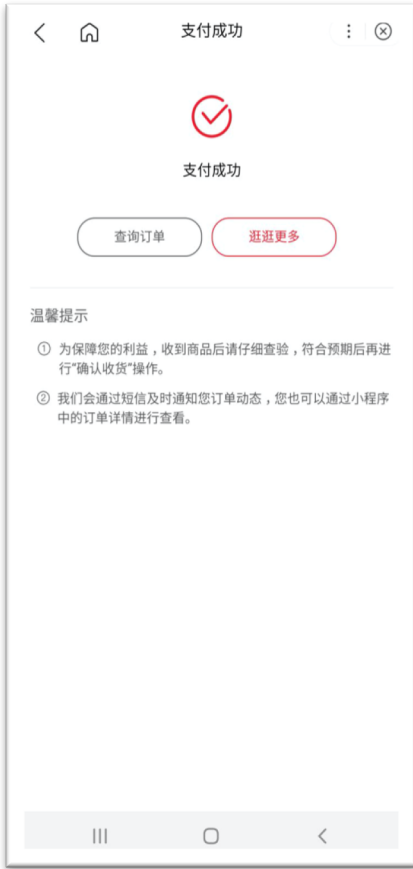 支付成功
支付成功
查询订单
逛逛更多
温馨提示
① 为保障您的利益，收到商品后请仔细查验，符合预期后再进
行“确认收货”操作。
② 我们会通过短信及时通知您订单动态，您也可以通过小程序
中的订单详情进行查看。